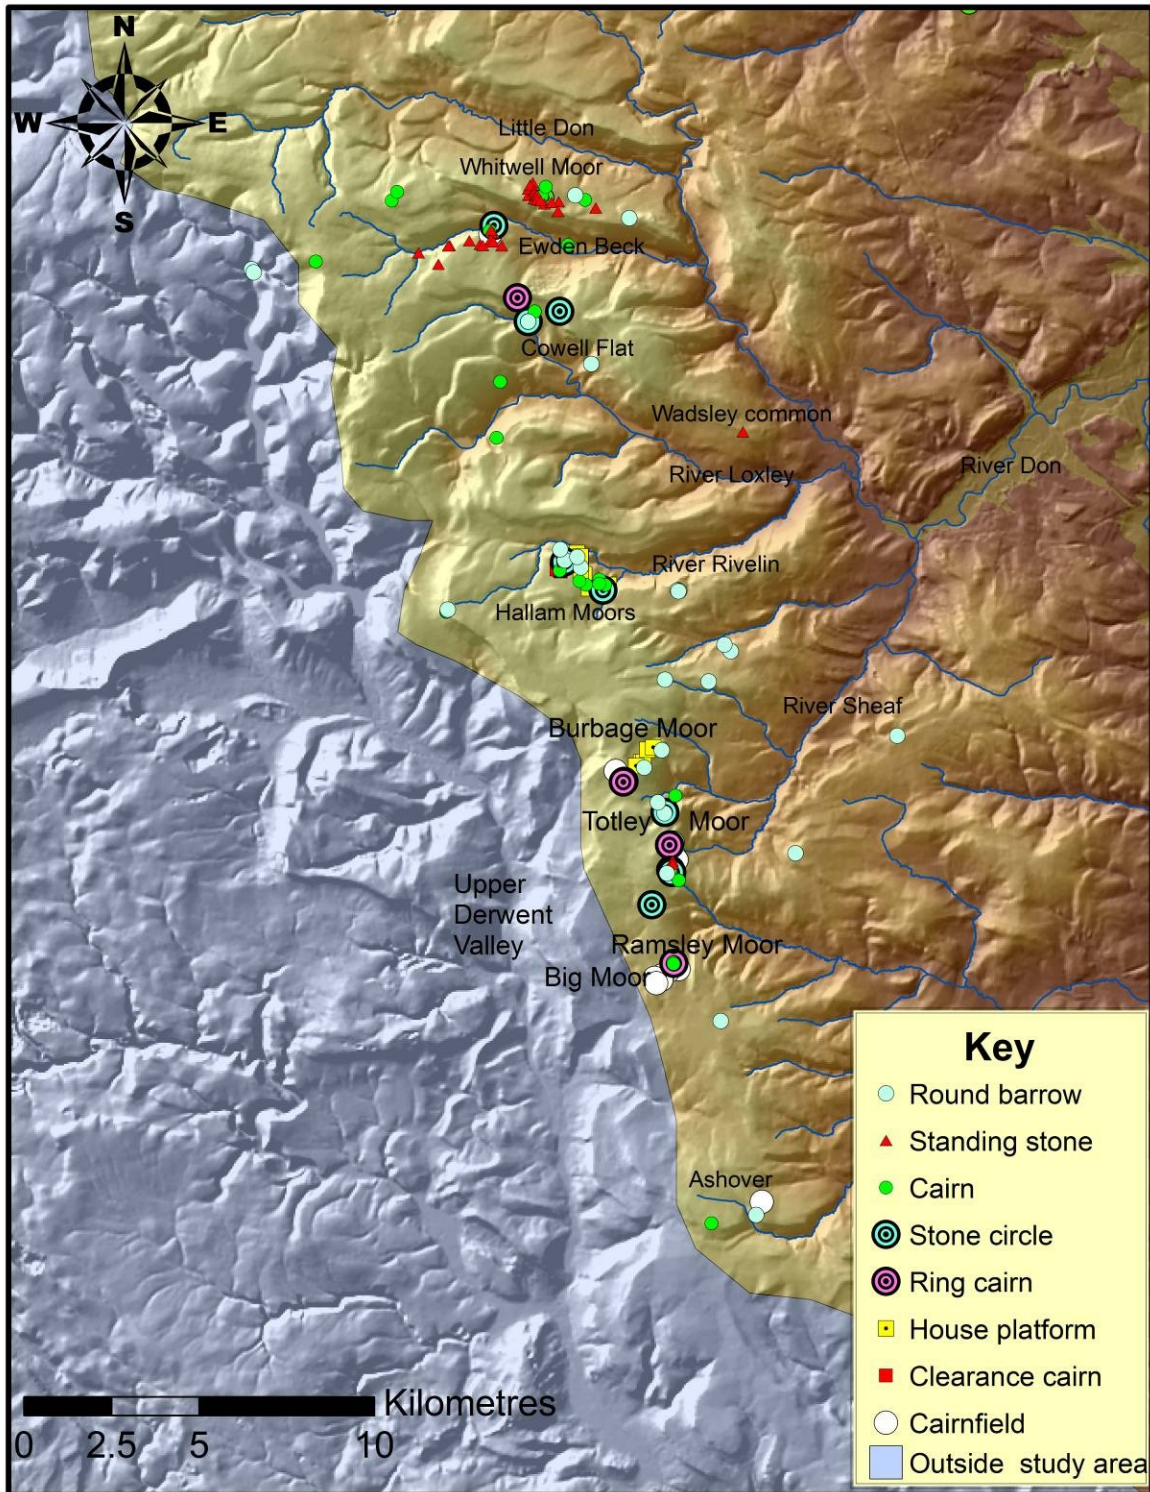 N
W
E
S
Little Don
Whitwell Moor
Ewden Beck
Cowell Flat
Wadsley common
River Loxley
River Don
River Rivelin
Hallam Moors
River Sheaf
Burbage Moor
Totley Moor
Upper
Derwent
Valley
Ramsley Moor
Big Moor
Ashover
Key
Round barrow
Standing stone
Cairn
Stone circle
Ring cairn
House platform
Clearance cairn
Cairnfield
Outside study area
Kilometres
0 2.5 5 10